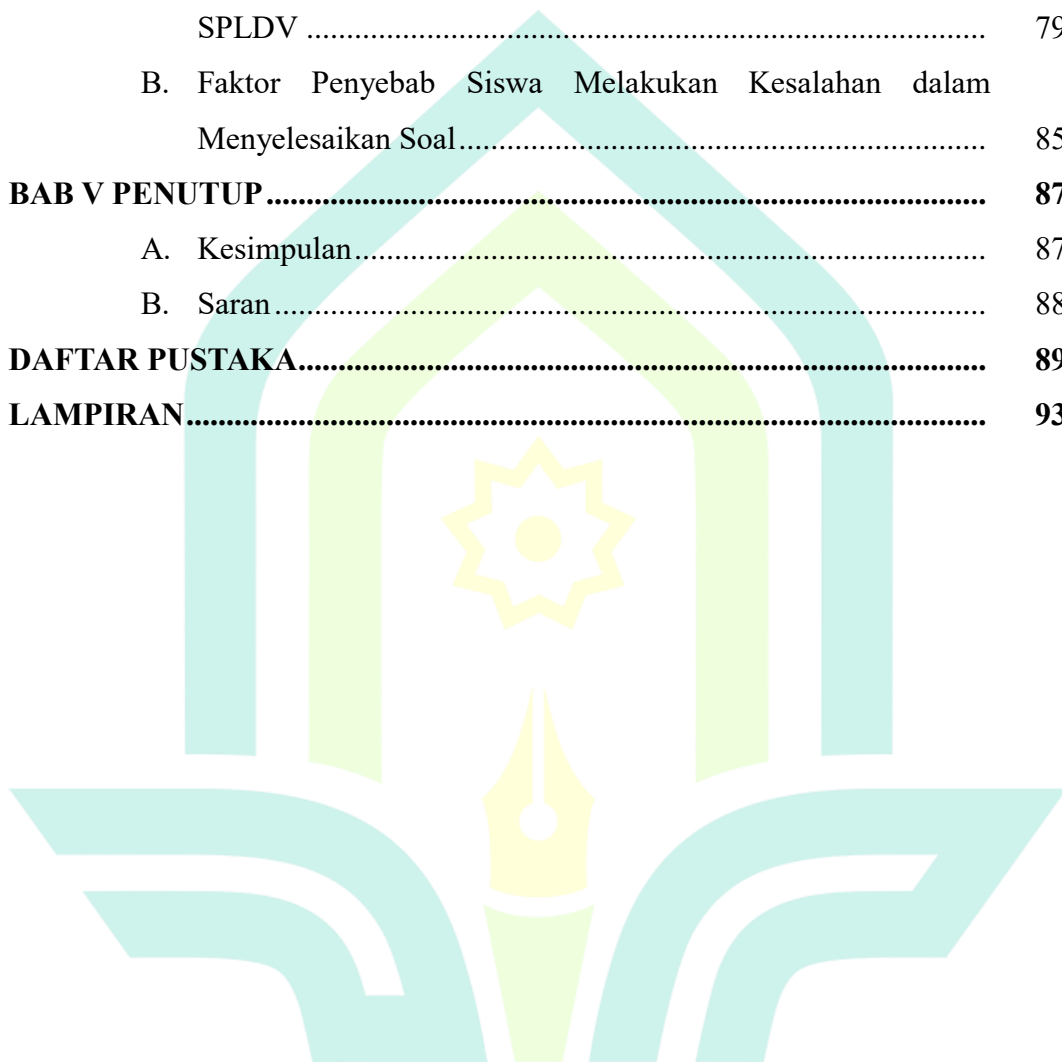 SPLDV ........................................................................................ 79
B. Faktor Penyebab Siswa Melakukan Kesalahan dalam
Menyelesaikan Soal.................................................................... 85
BAB V PENUTUP ............................................................................................. 87
A. Kesimpulan.................................................................................. 87
B. Saran ............................................................................................ 88
DAFTAR PUSTAKA......................................................................................... 89
LAMPIRAN........................................................................................................ 93